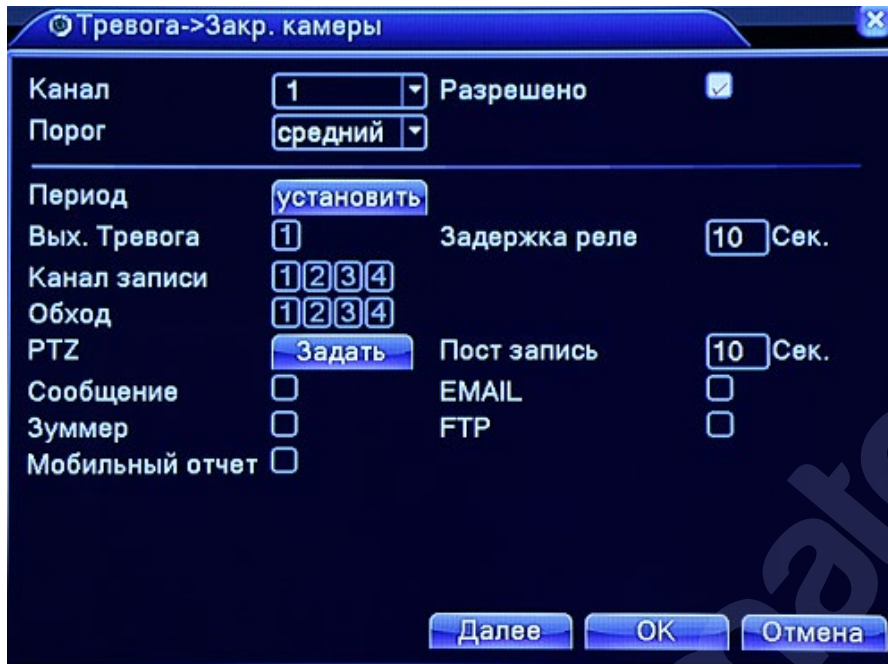 Тревога->Закр. камеры
Канал 1 Разрешено
Порог средний
Период установить
Вых. Тревога 1 Задержка реле 10 Сек.
Канал записи 1 2 3 4
Обход 1 2 3 4
PTZ Задать Пост запись 10 Сек.
Сообщение EMAIL
Зуммер FTP
Мобильный отчет
Далее OK Отмена